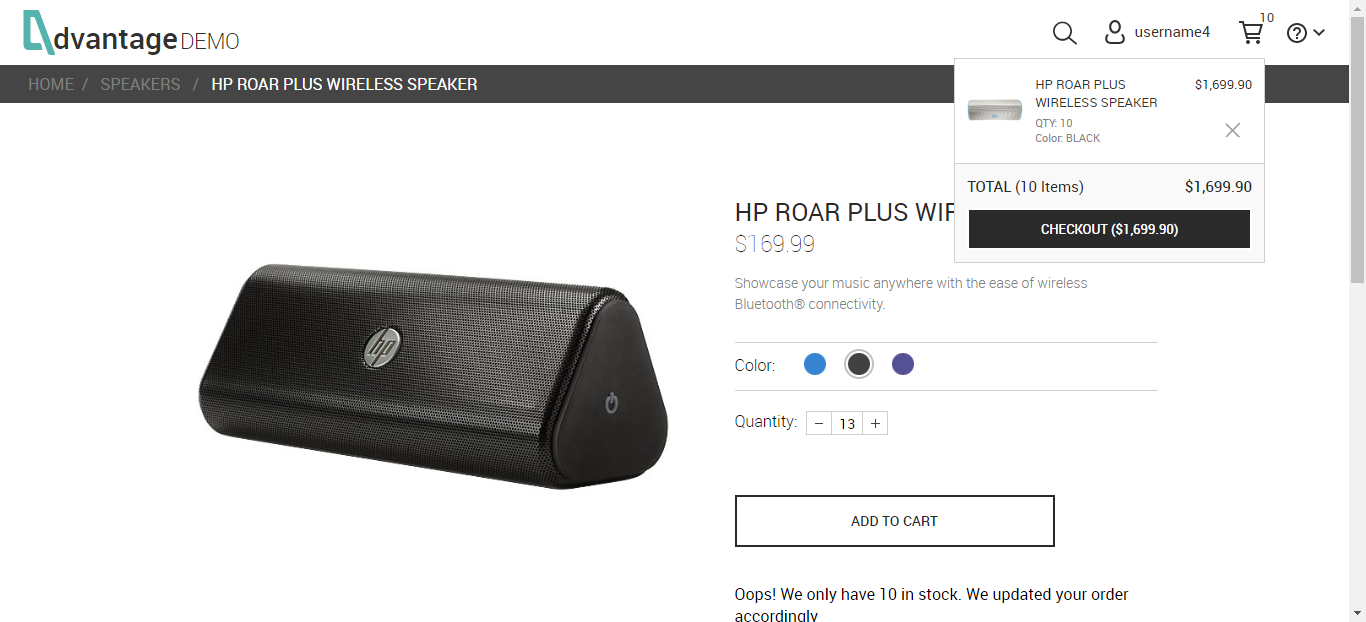 dvantage DEMO
username4
10
?
HOME / SPEAKERS / HP ROAR PLUS WIRELESS SPEAKER
HP ROAR PLUS
WIRELESS SPEAKER
$1,699.90
QTY: 10
Color: BLACK
TOTAL (10 Items) $1,699.90
CHECKOUT ($1,699.90)
HP ROAR PLUS WIR
$169.99
Showcase your music anywhere with the ease of wireless
Bluetooth® connectivity.
Color:
Quantity: − 13 +
ADD TO CART
Oops! We only have 10 in stock. We updated your order
accordingly
hp